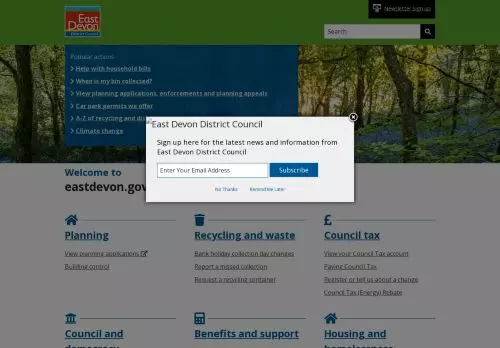 East
Devon
District Council
Newsletter Signup
Search
Popular actions
Help with household bills
When is my bin collected?
View planning applications, enforcements and planning appeals
Car park permits we offer
A-Z of recycling and
Climate change
East Devon District Council
Sign up here for the latest news and information from
East Devon District Council
Enter Your Email Address
Subscribe
No Thanks
Remind Me Later
Welcome to
eastdevon.gov
Planning
View planning applications
Building control
Recycling and waste
Bank holiday collection day changes
Report a missed collection
Request a recycling container
Council tax
View your Council Tax account
Paying Council Tax
Register or tell us about a change
Council Tax (Energy) Rebate
Council and
democracy
Benefits and support
Housing and
homelessness